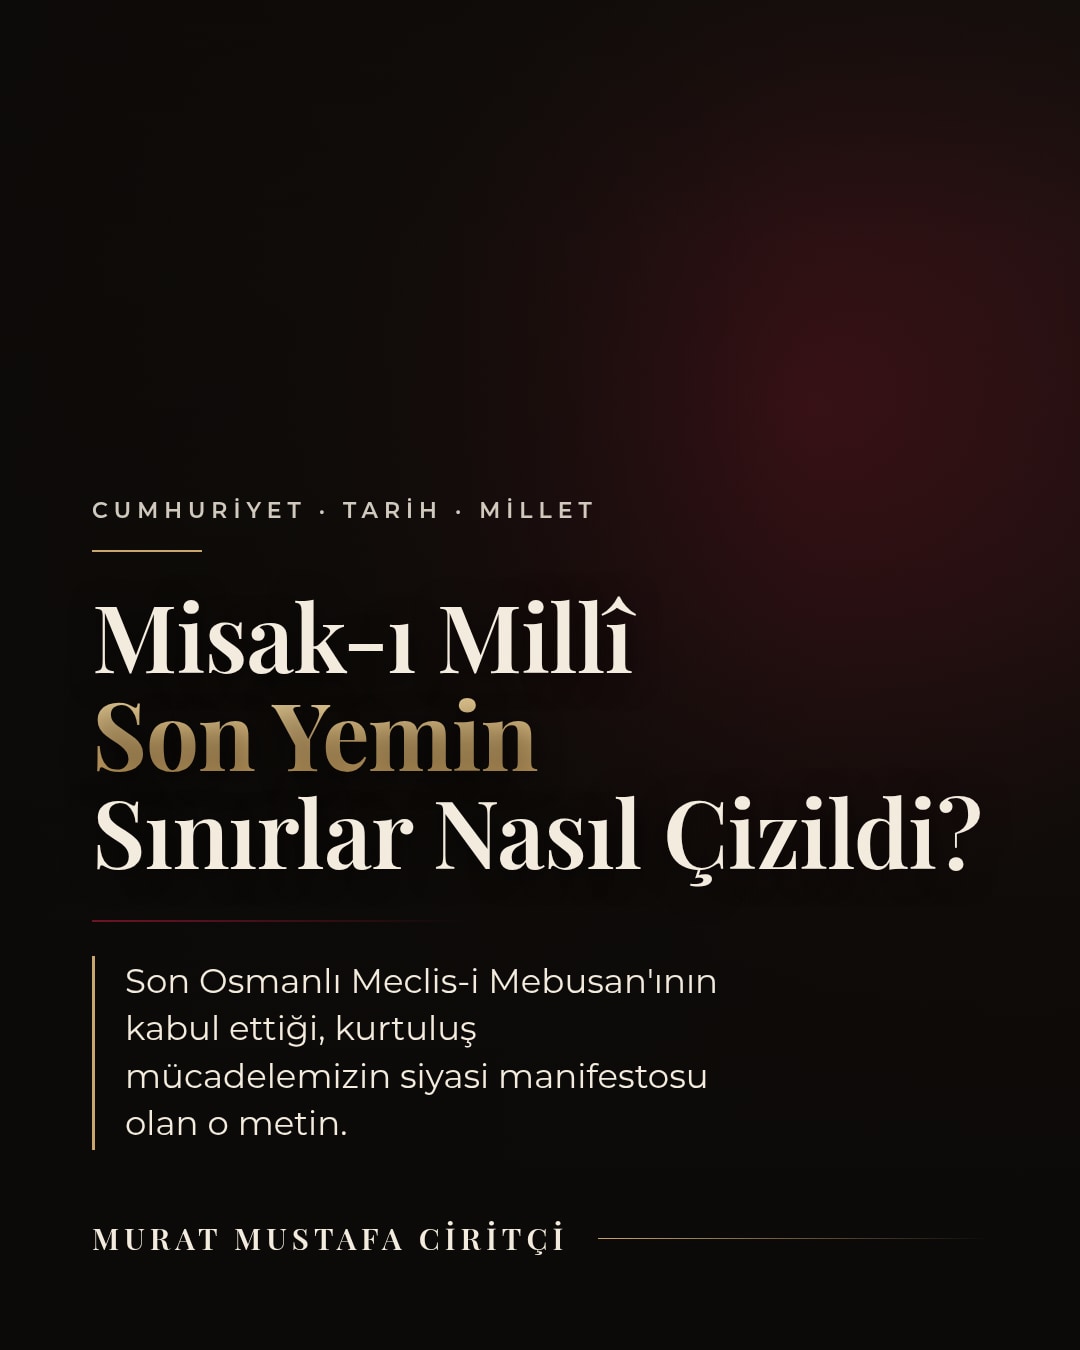 CUMHURİYET · TARİH · MİLLET
Misak-ı Millî
Son Yemin
Sınırlar Nasıl Çizildi?
Son Osmanlı Meclis-i Mebusan'ının
kabul ettiği, kurtuluş
mücadelemizin siyasi manifestosu
olan o metin.
MURAT MUSTAFA CİRİTÇİ